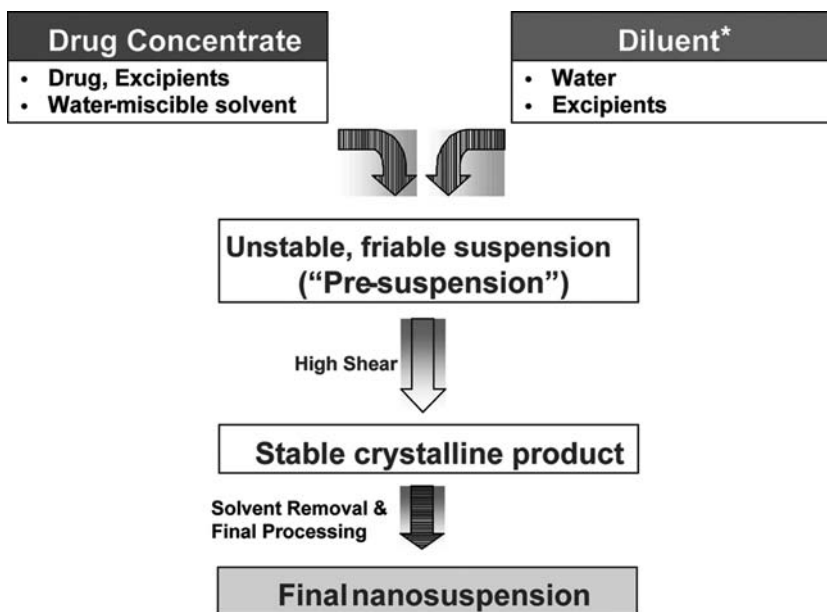 Drug Concentrate
• Drug, Excipients
• Water-miscible solvent
Diluent*
• Water
• Excipients
Unstable, friable suspension
(“Pre-suspension”)
High Shear
Stable crystalline product
Solvent Removal &
Final Processing
Final nanosuspension